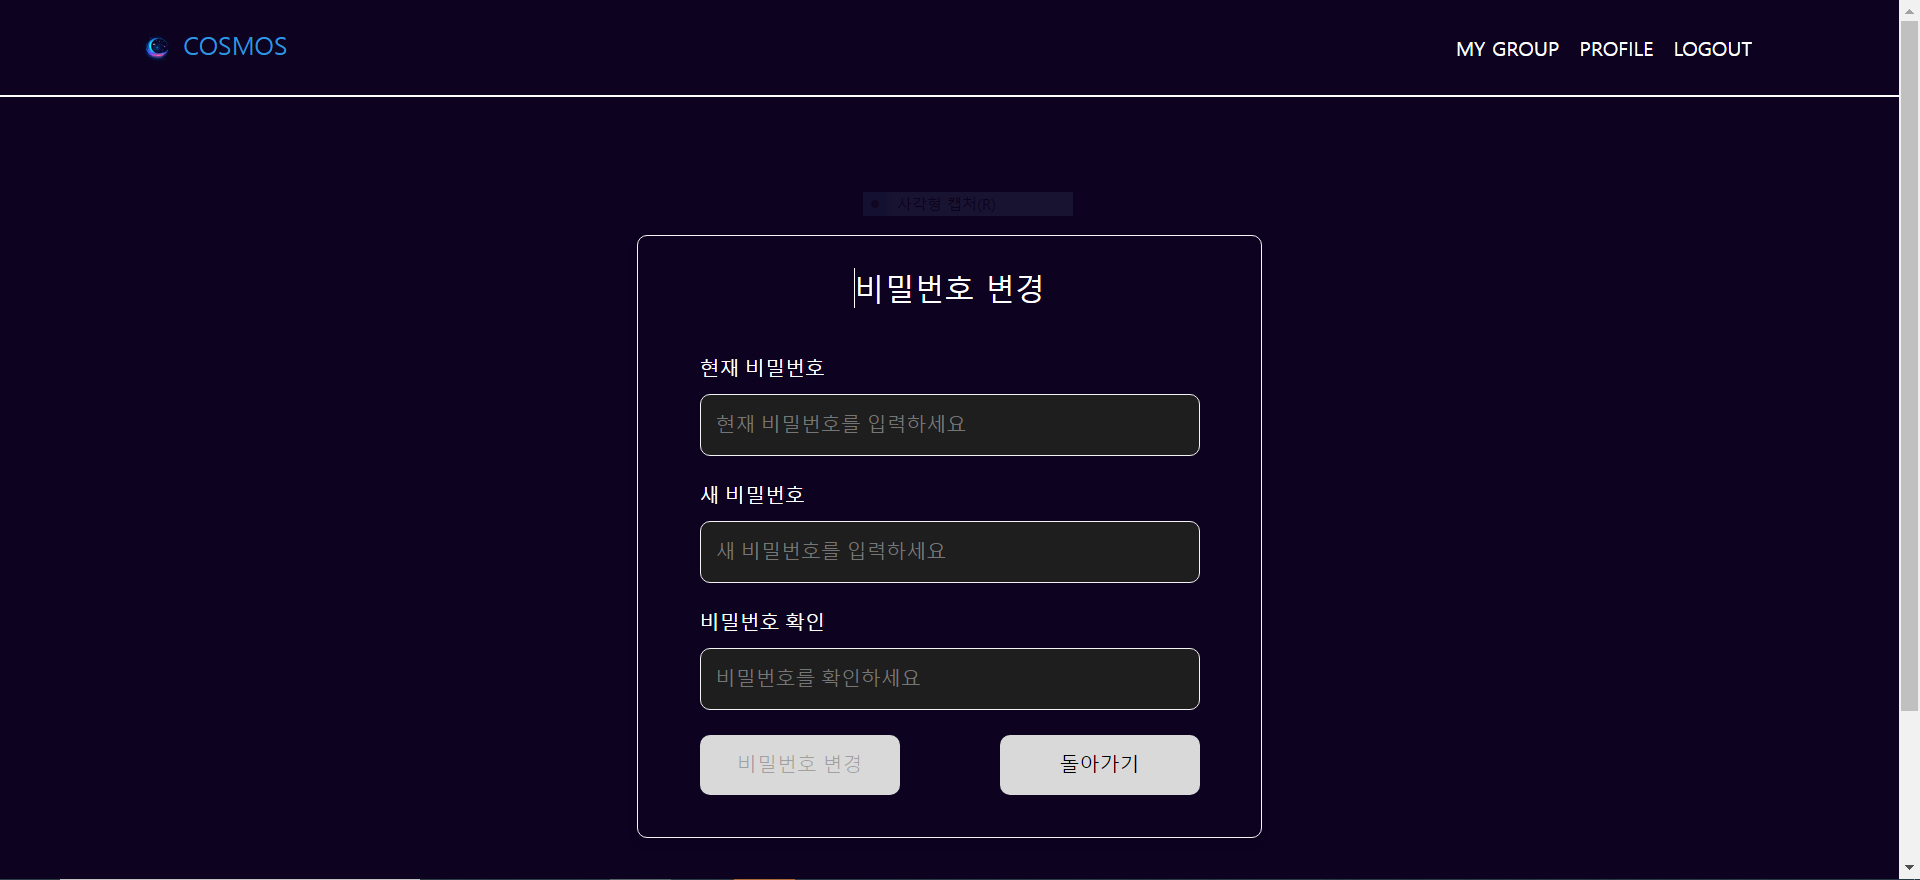 COSMOS
MY GROUP PROFILE LOGOUT
사각형 캡처(R)
비밀번호 변경
현재 비밀번호
현재 비밀번호를 입력하세요
새 비밀번호
새 비밀번호를 입력하세요
비밀번호 확인
비밀번호를 확인하세요
비밀번호 변경 돌아가기